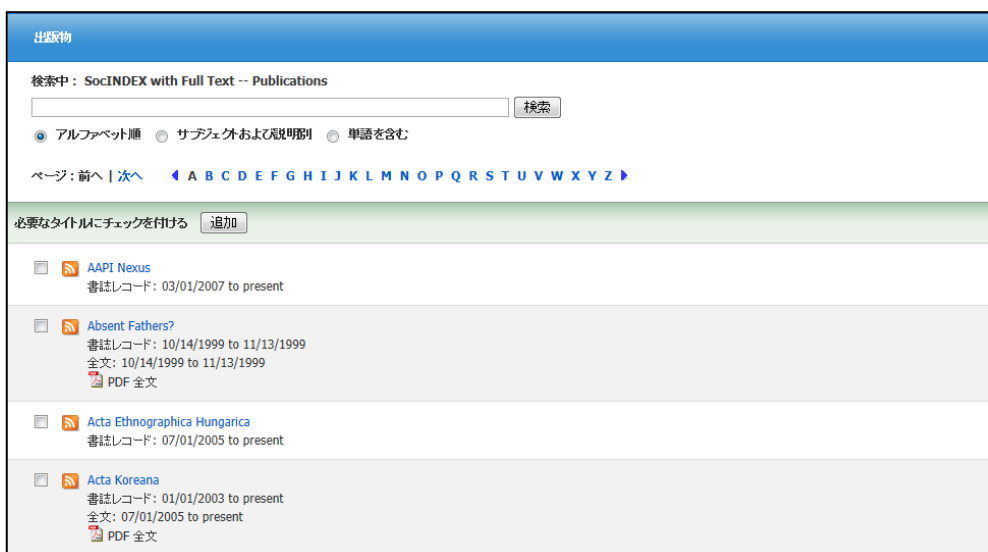 出版物
検索中： SocINDEX with Full Text -- Publications
検索
アルファベット順 サブジェクトおよび説明別 単語を含む
ページ：前へ | 次へ A B C D E F G H I J K L M N O P Q R S T U V W X Y Z
必要なタイトルにチェックを付ける 追加
AAPI Nexus
書誌レコード: 03/01/2007 to present
Absent Fathers?
書誌レコード: 10/14/1999 to 11/13/1999
全文: 10/14/1999 to 11/13/1999
PDF 全文
Acta Ethnographica Hungarica
書誌レコード: 07/01/2005 to present
Acta Koreana
書誌レコード: 01/01/2003 to present
全文: 07/01/2005 to present
PDF 全文